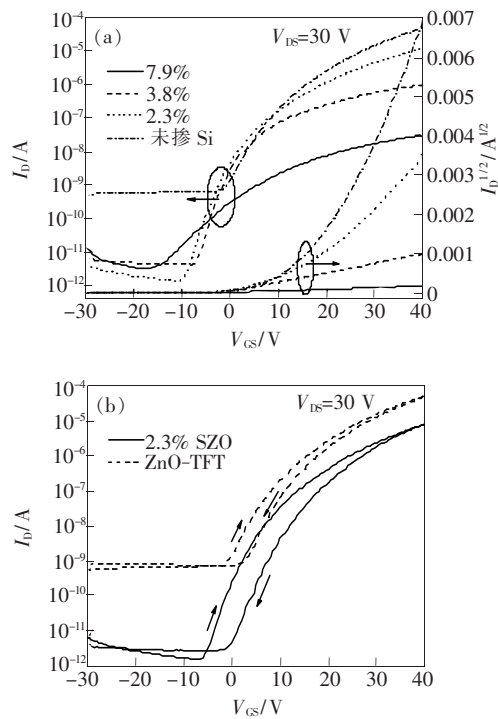 (a)
V_DS=30 V
7.9%
3.8%
2.3%
未掺 Si
10⁻⁴
10⁻⁵
10⁻⁶
10⁻⁷
10⁻⁸
10⁻⁹
10⁻¹⁰
10⁻¹¹
10⁻¹²
I_D/A
0.007
0.006
0.005
0.004
0.003
0.002
0.001
0
I_D^1/2/A^1/2
−30 −20 −10 0 10 20 30 40
V_GS/V
(b)
V_DS=30 V
2.3% SZO
ZnO-TFT
10⁻⁴
10⁻⁵
10⁻⁶
10⁻⁷
10⁻⁸
10⁻⁹
10⁻¹⁰
10⁻¹¹
10⁻¹²
I_D/A
−30 −20 −10 0 10 20 30 40
V_GS/V